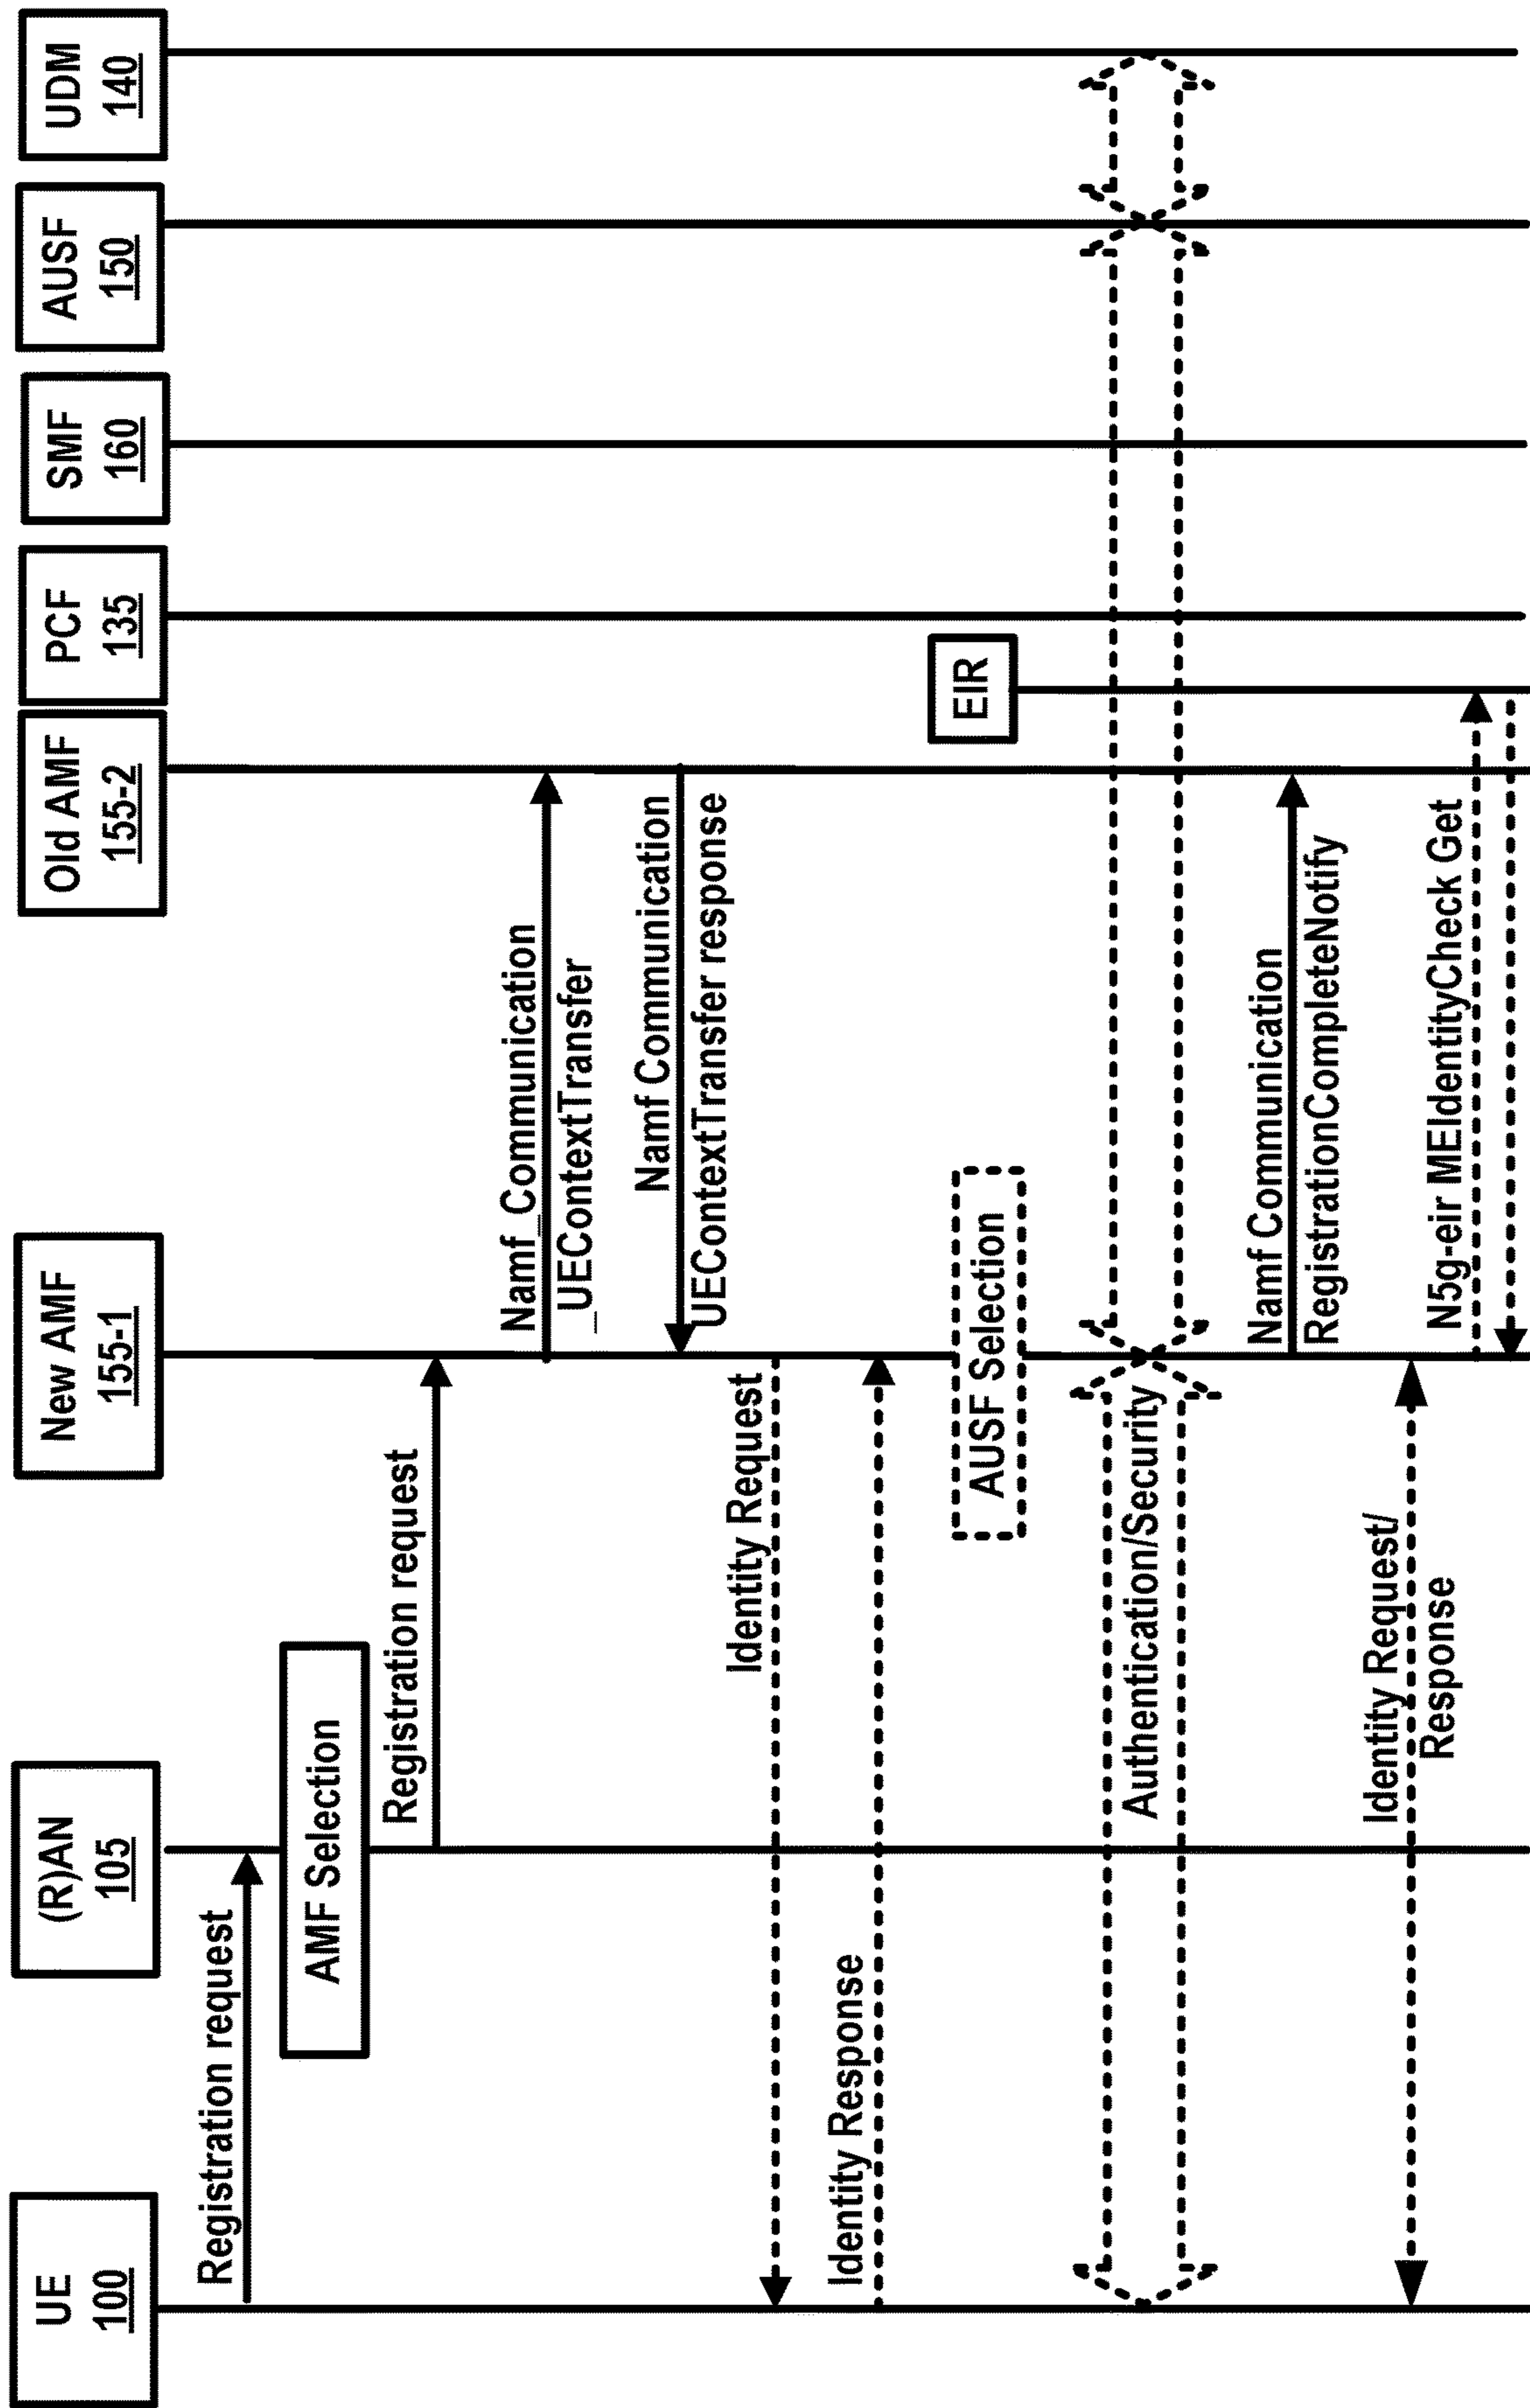 UE
100
(R)AN
105
New AMF
155-1
Old AMF
155-2
PCF
135
SMF
160
AUSF
150
UDM
140
Registration request
AMF Selection
Registration request
Namf_Communication
_UEContextTransfer
Namf Communication
UEContextTransfer response
Identity Request
Identity Response
EIR
AUSF Selection
Authentication/Security
Namf Communication
RegistrationCompleteNotify
Identity Request/
Response
N5g-eir MEIdentityCheck Get